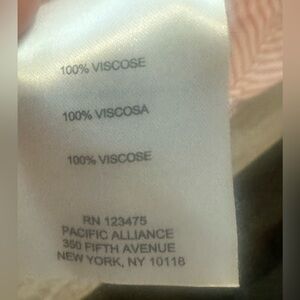 100% VISCOSE
100% VISCOSA
100% VISCOSE
RN 123475
PACIFIC ALLIANCE
350 FIFTH AVENUE
NEW YORK, NY 10118